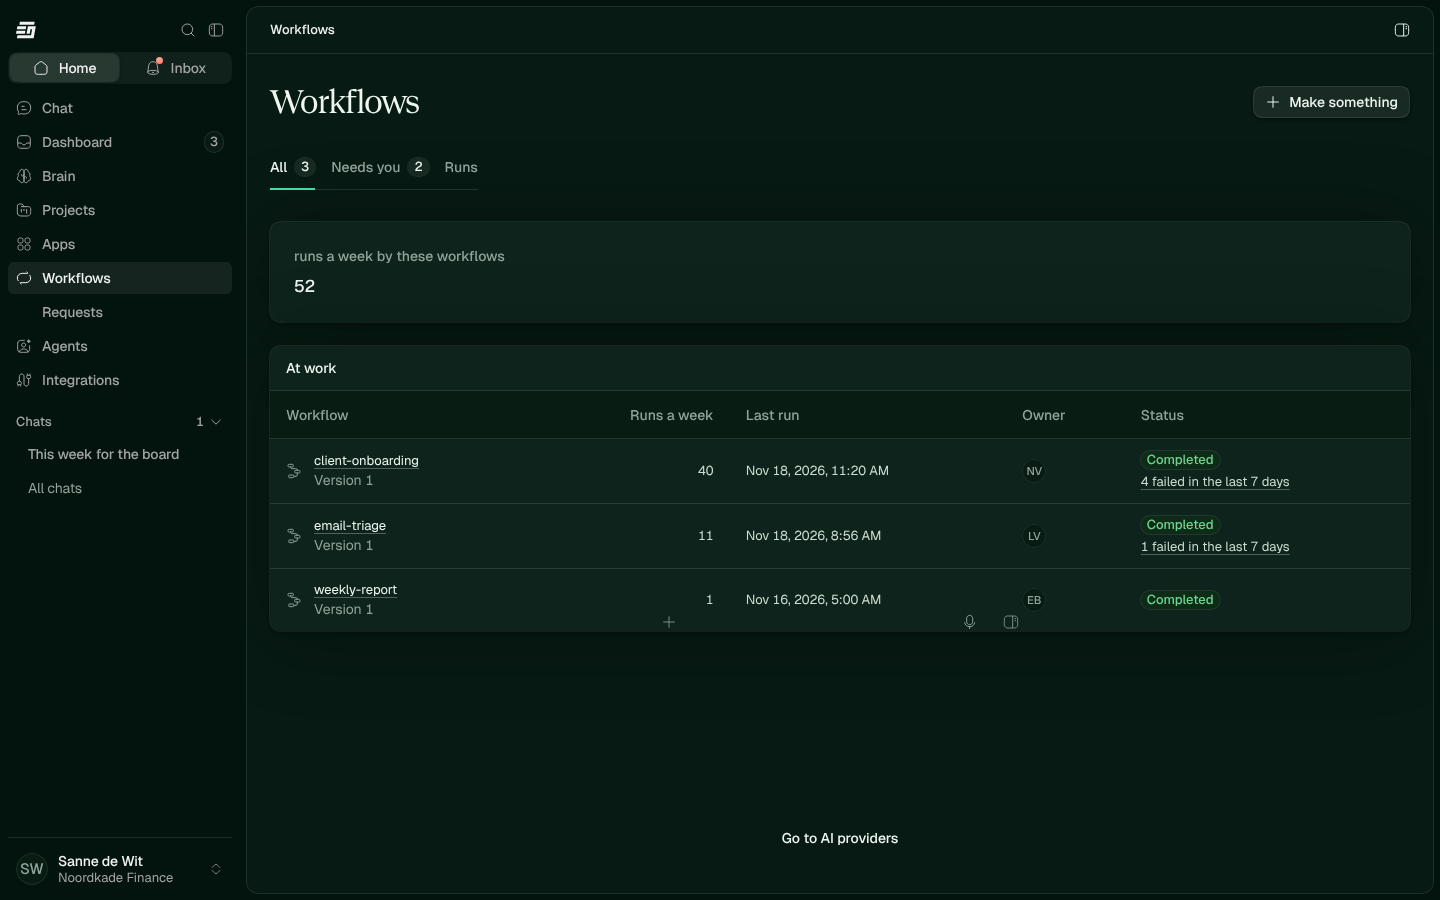 Workflows
Home
Inbox
Chat
Dashboard 3
Brain
Projects
Apps
Workflows
Requests
Agents
Integrations
Chats 1
This week for the board
All chats
Sanne de Wit
Noordkade Finance
SW
Workflows
Make something
All 3 Needs you 2 Runs
runs a week by these workflows
52
At work
Workflow Runs a week Last run Owner Status
client-onboarding
Version 1
40 Nov 18, 2026, 11:20 AM NV Completed
4 failed in the last 7 days
email-triage
Version 1
11 Nov 18, 2026, 8:56 AM LV Completed
1 failed in the last 7 days
weekly-report
Version 1
1 Nov 16, 2026, 5:00 AM EB Completed
Go to AI providers